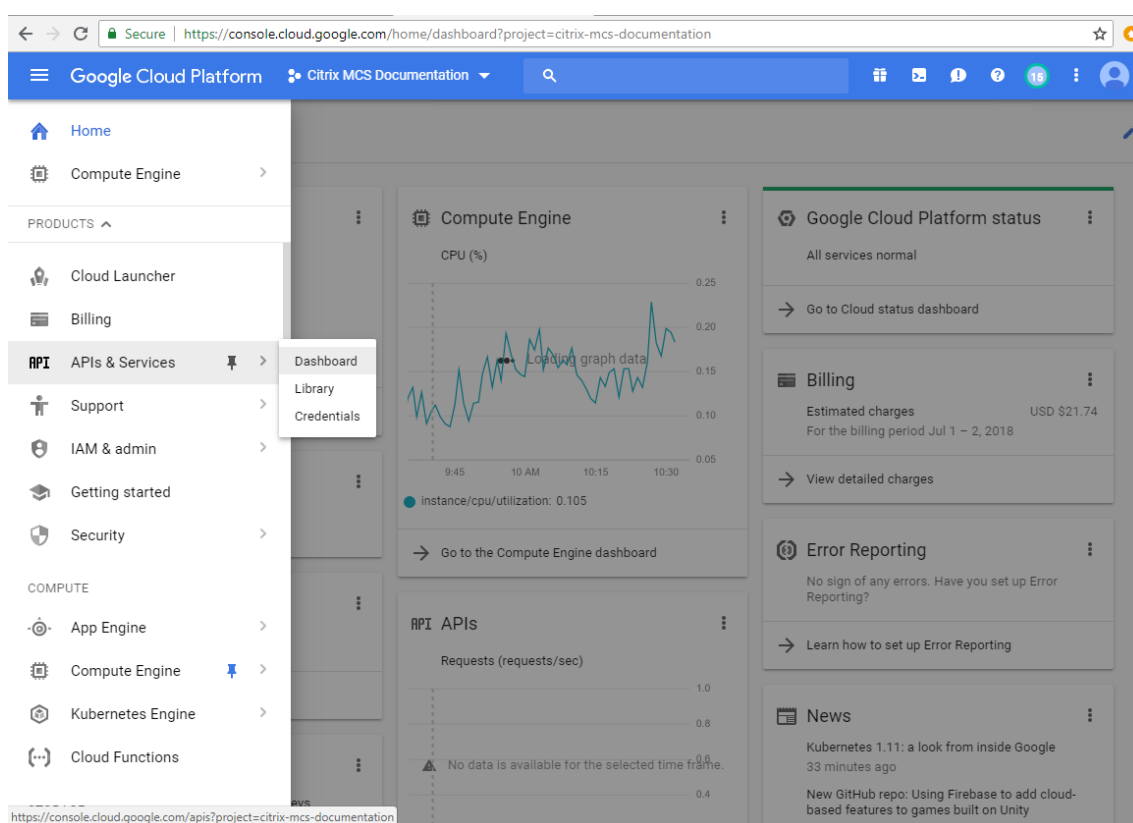 Secure | https://console.cloud.google.com/home/dashboard?project=citrix-mcs-documentation
Google Cloud Platform
Citrix MCS Documentation
15
Home
Compute Engine
PRODUCTS
Cloud Launcher
Billing
API APIs & Services
Dashboard
Library
Credentials
Support
IAM & admin
Getting started
Security
COMPUTE
App Engine
Compute Engine
Kubernetes Engine
Cloud Functions
https://console.cloud.google.com/apis?project=citrix-mcs-documentation
Compute Engine
CPU (%)
0.25
0.20
Loading graph data
0.15
0.10
0.05
9:45 10 AM 10:15 10:30
instance/cpu/utilization: 0.105
Go to the Compute Engine dashboard
API APIs
Requests (requests/sec)
1.0
0.8
0.6
No data is available for the selected time frame.
0.4
Google Cloud Platform status
All services normal
Go to Cloud status dashboard
Billing
Estimated charges USD $21.74
For the billing period Jul 1 – 2, 2018
View detailed charges
Error Reporting
No sign of any errors. Have you set up Error
Reporting?
Learn how to set up Error Reporting
News
Kubernetes 1.11: a look from inside Google
33 minutes ago
New GitHub repo: Using Firebase to add cloud-
based features to games built on Unity